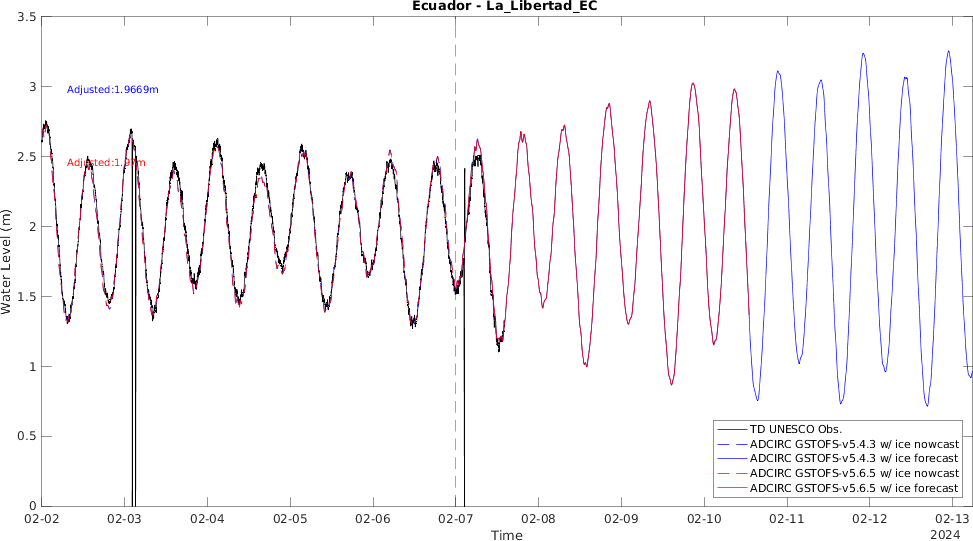 Ecuador - La_Libertad_EC
3.5
3
2.5
2
1.5
1
0.5
0
Water Level (m)
Adjusted:1.9669m
Adjusted:1.97m
TD UNESCO Obs.
ADCIRC GSTOFS-v5.4.3 w/ ice nowcast
ADCIRC GSTOFS-v5.4.3 w/ ice forecast
ADCIRC GSTOFS-v5.6.5 w/ ice nowcast
ADCIRC GSTOFS-v5.6.5 w/ ice forecast
02-02 02-03 02-04 02-05 02-06 02-07 02-08 02-09 02-10 02-11 02-12 02-13
Time
2024